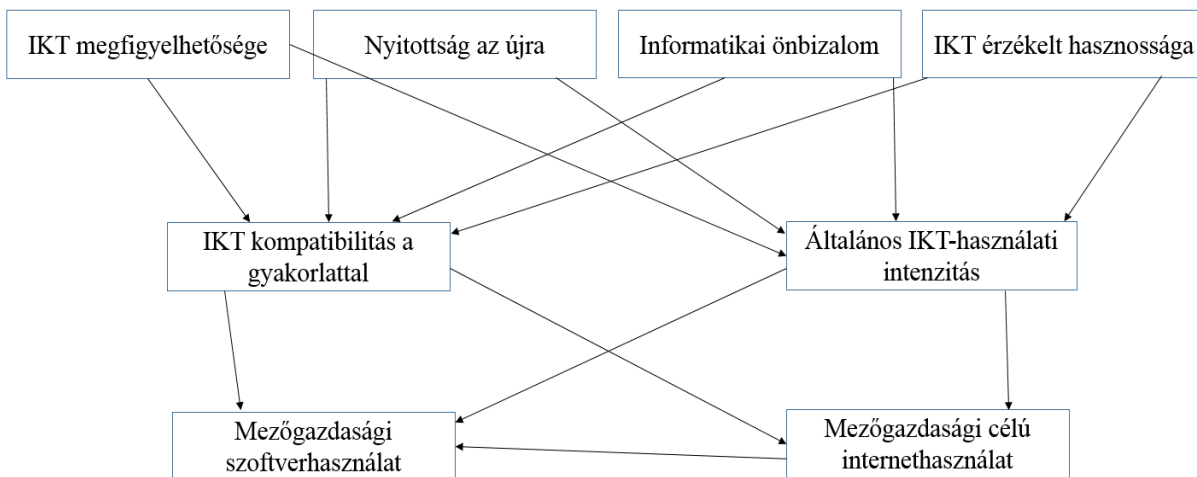 IKT megfigyelhetősége
Nyitottság az újra
Informatikai önbizalom
IKT érzékelt hasznossága
IKT kompatibilitás a
gyakorlattal
Általános IKT-használati
intenzitás
Mezőgazdasági
szoftverhasználat
Mezőgazdasági célú
internethasználat